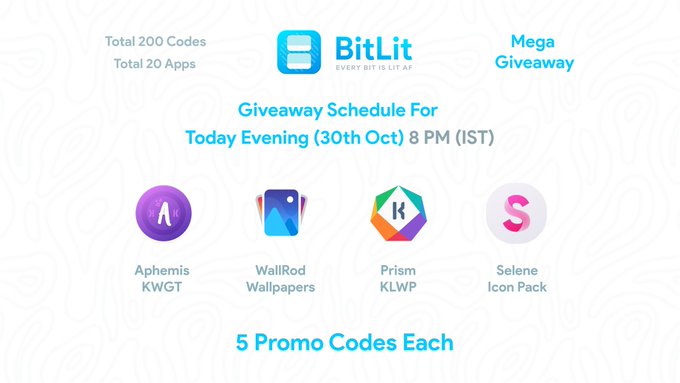 Total 200 Codes
Total 20 Apps
BitLit
EVERY BIT IS LIT AF
Mega
Giveaway
Giveaway Schedule For
Today Evening (30th Oct) 8 PM (IST)
A
K
S
Aphemis
KWGT
WallRod
Wallpapers
Prism
KLWP
Selene
Icon Pack
5 Promo Codes Each